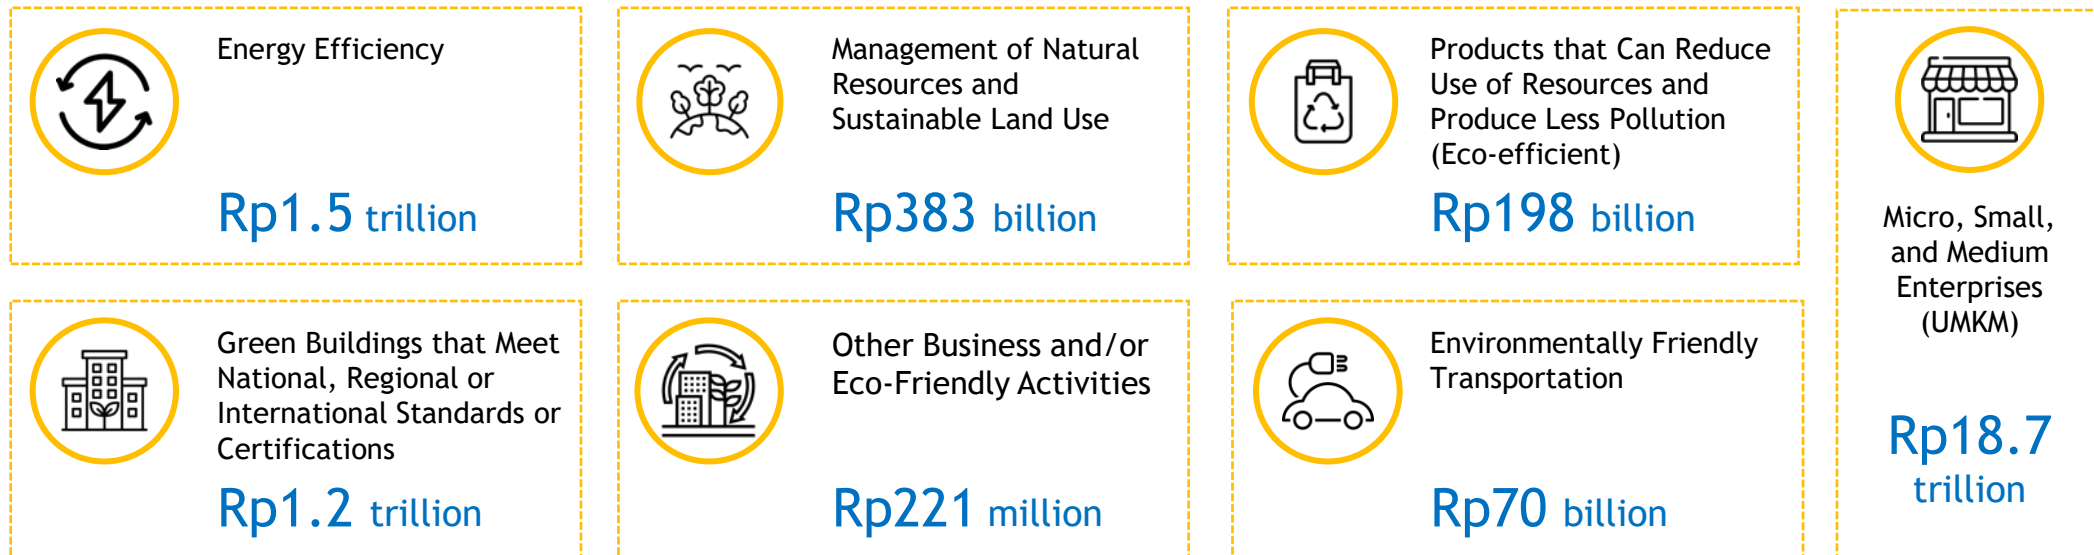 Energy Efficiency
Rp1.5 trillion
Management of Natural
Resources and
Sustainable Land Use
Rp383 billion
Products that Can Reduce
Use of Resources and
Produce Less Pollution
(Eco-efficient)
Rp198 billion
Green Buildings that Meet
National, Regional or
International Standards or
Certifications
Rp1.2 trillion
Other Business and/or
Eco-Friendly Activities
Rp221 million
Environmentally Friendly
Transportation
Rp70 billion
Micro, Small,
and Medium
Enterprises
(UMKM)
Rp18.7
trillion